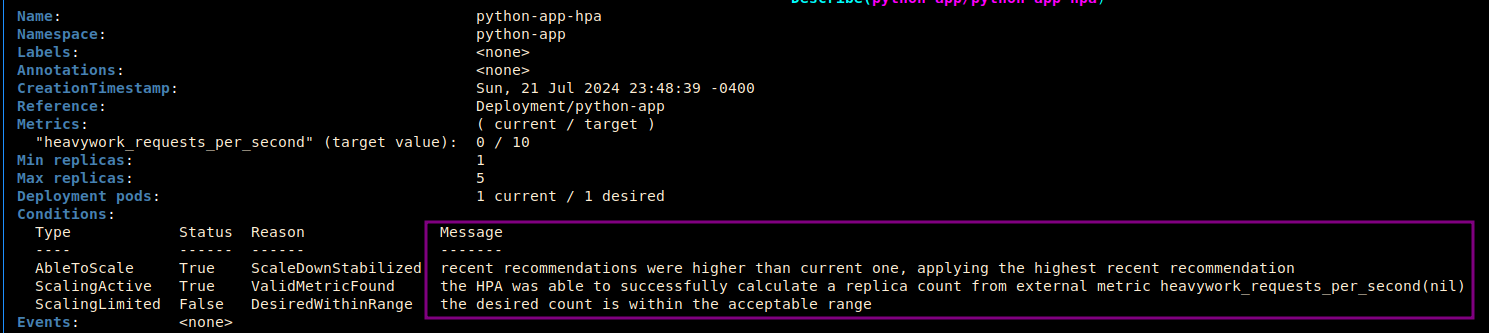 Describe(python-app/python-app-hpa)
Name: python-app-hpa
Namespace: python-app
Labels: <none>
Annotations: <none>
CreationTimestamp: Sun, 21 Jul 2024 23:48:39 -0400
Reference: Deployment/python-app
Metrics: ( current / target )
"heavywork_requests_per_second" (target value): 0 / 10
Min replicas: 1
Max replicas: 5
Deployment pods: 1 current / 1 desired
Conditions:
Type Status Reason Message
---- ------ ------ -------
AbleToScale True ScaleDownStabilized recent recommendations were higher than current one, applying the highest recent recommendation
ScalingActive True ValidMetricFound the HPA was able to successfully calculate a replica count from external metric heavywork_requests_per_second(nil)
ScalingLimited False DesiredWithinRange the desired count is within the acceptable range
Events: <none>